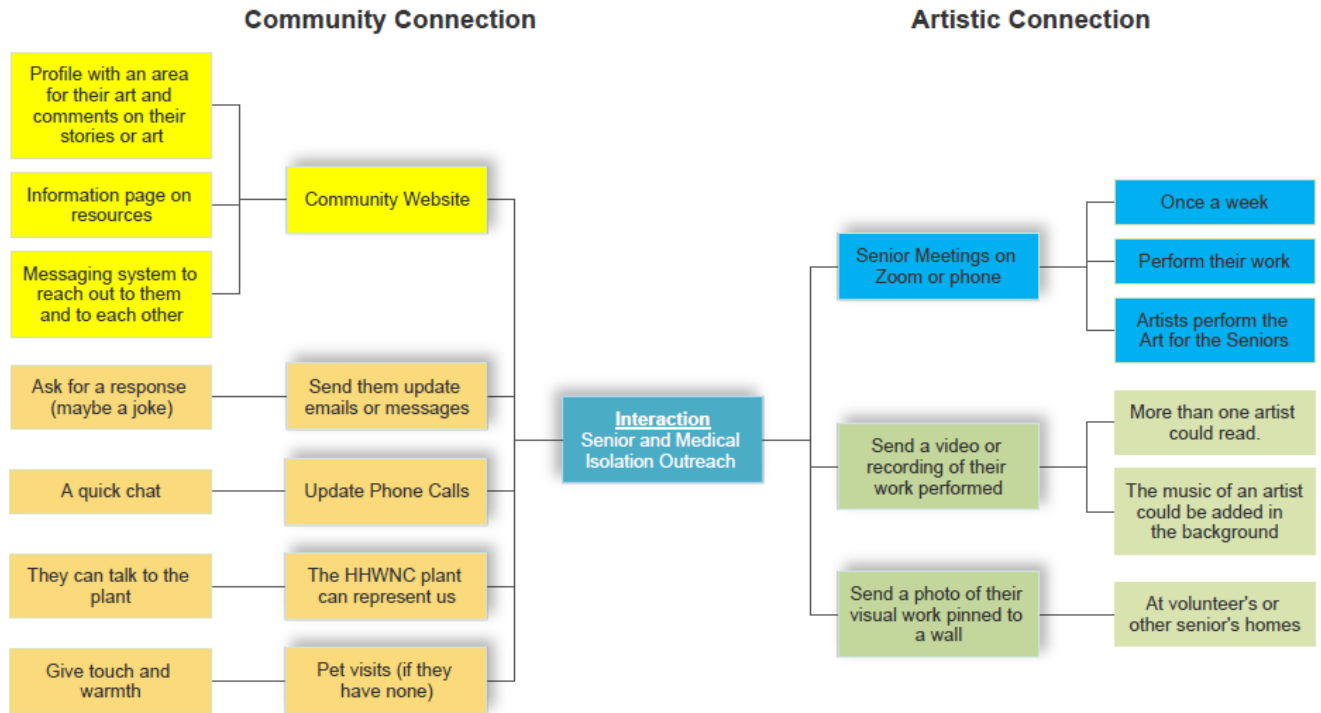 Community Connection
Artistic Connection
Profile with an area
for their art and
comments on their
stories or art
Information page on
resources
Messaging system to
reach out to them
and to each other
Community Website
Ask for a response
(maybe a joke)
Send them update
emails or messages
A quick chat
Update Phone Calls
They can talk to the
plant
The HHWNC plant
can represent us
Give touch and
warmth
Pet visits (if they
have none)
Interaction
Senior and Medical
Isolation Outreach
Senior Meetings on
Zoom or phone
Once a week
Perform their work
Artists perform the
Art for the Seniors
Send a video or
recording of their
work performed
More than one artist
could read.
The music of an artist
could be added in
the background
Send a photo of their
visual work pinned to
a wall
At volunteer's or
other senior's homes